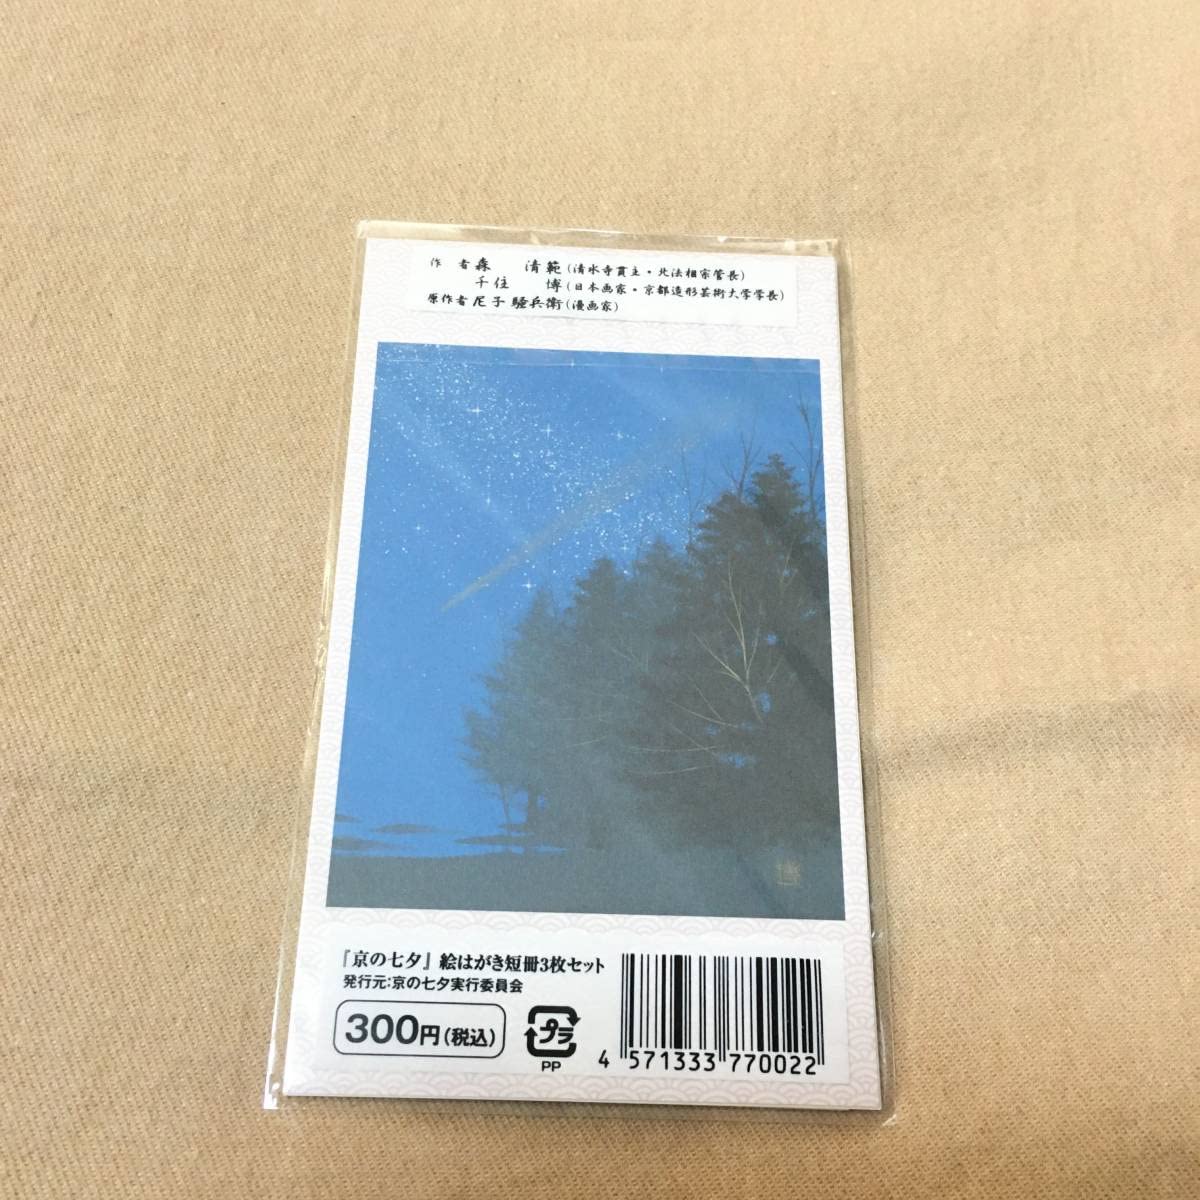 作者 森 清範(清水寺貫主・北法相宗管長)
千住 博(日本画家・京都造形芸術大学学長)
原作者 尼子騒兵衛(漫画家)
『京の七夕』絵はがき短冊3枚セット
発行元:京の七夕実行委員会
300円(税込)
プラ
PP
4 571333 770022